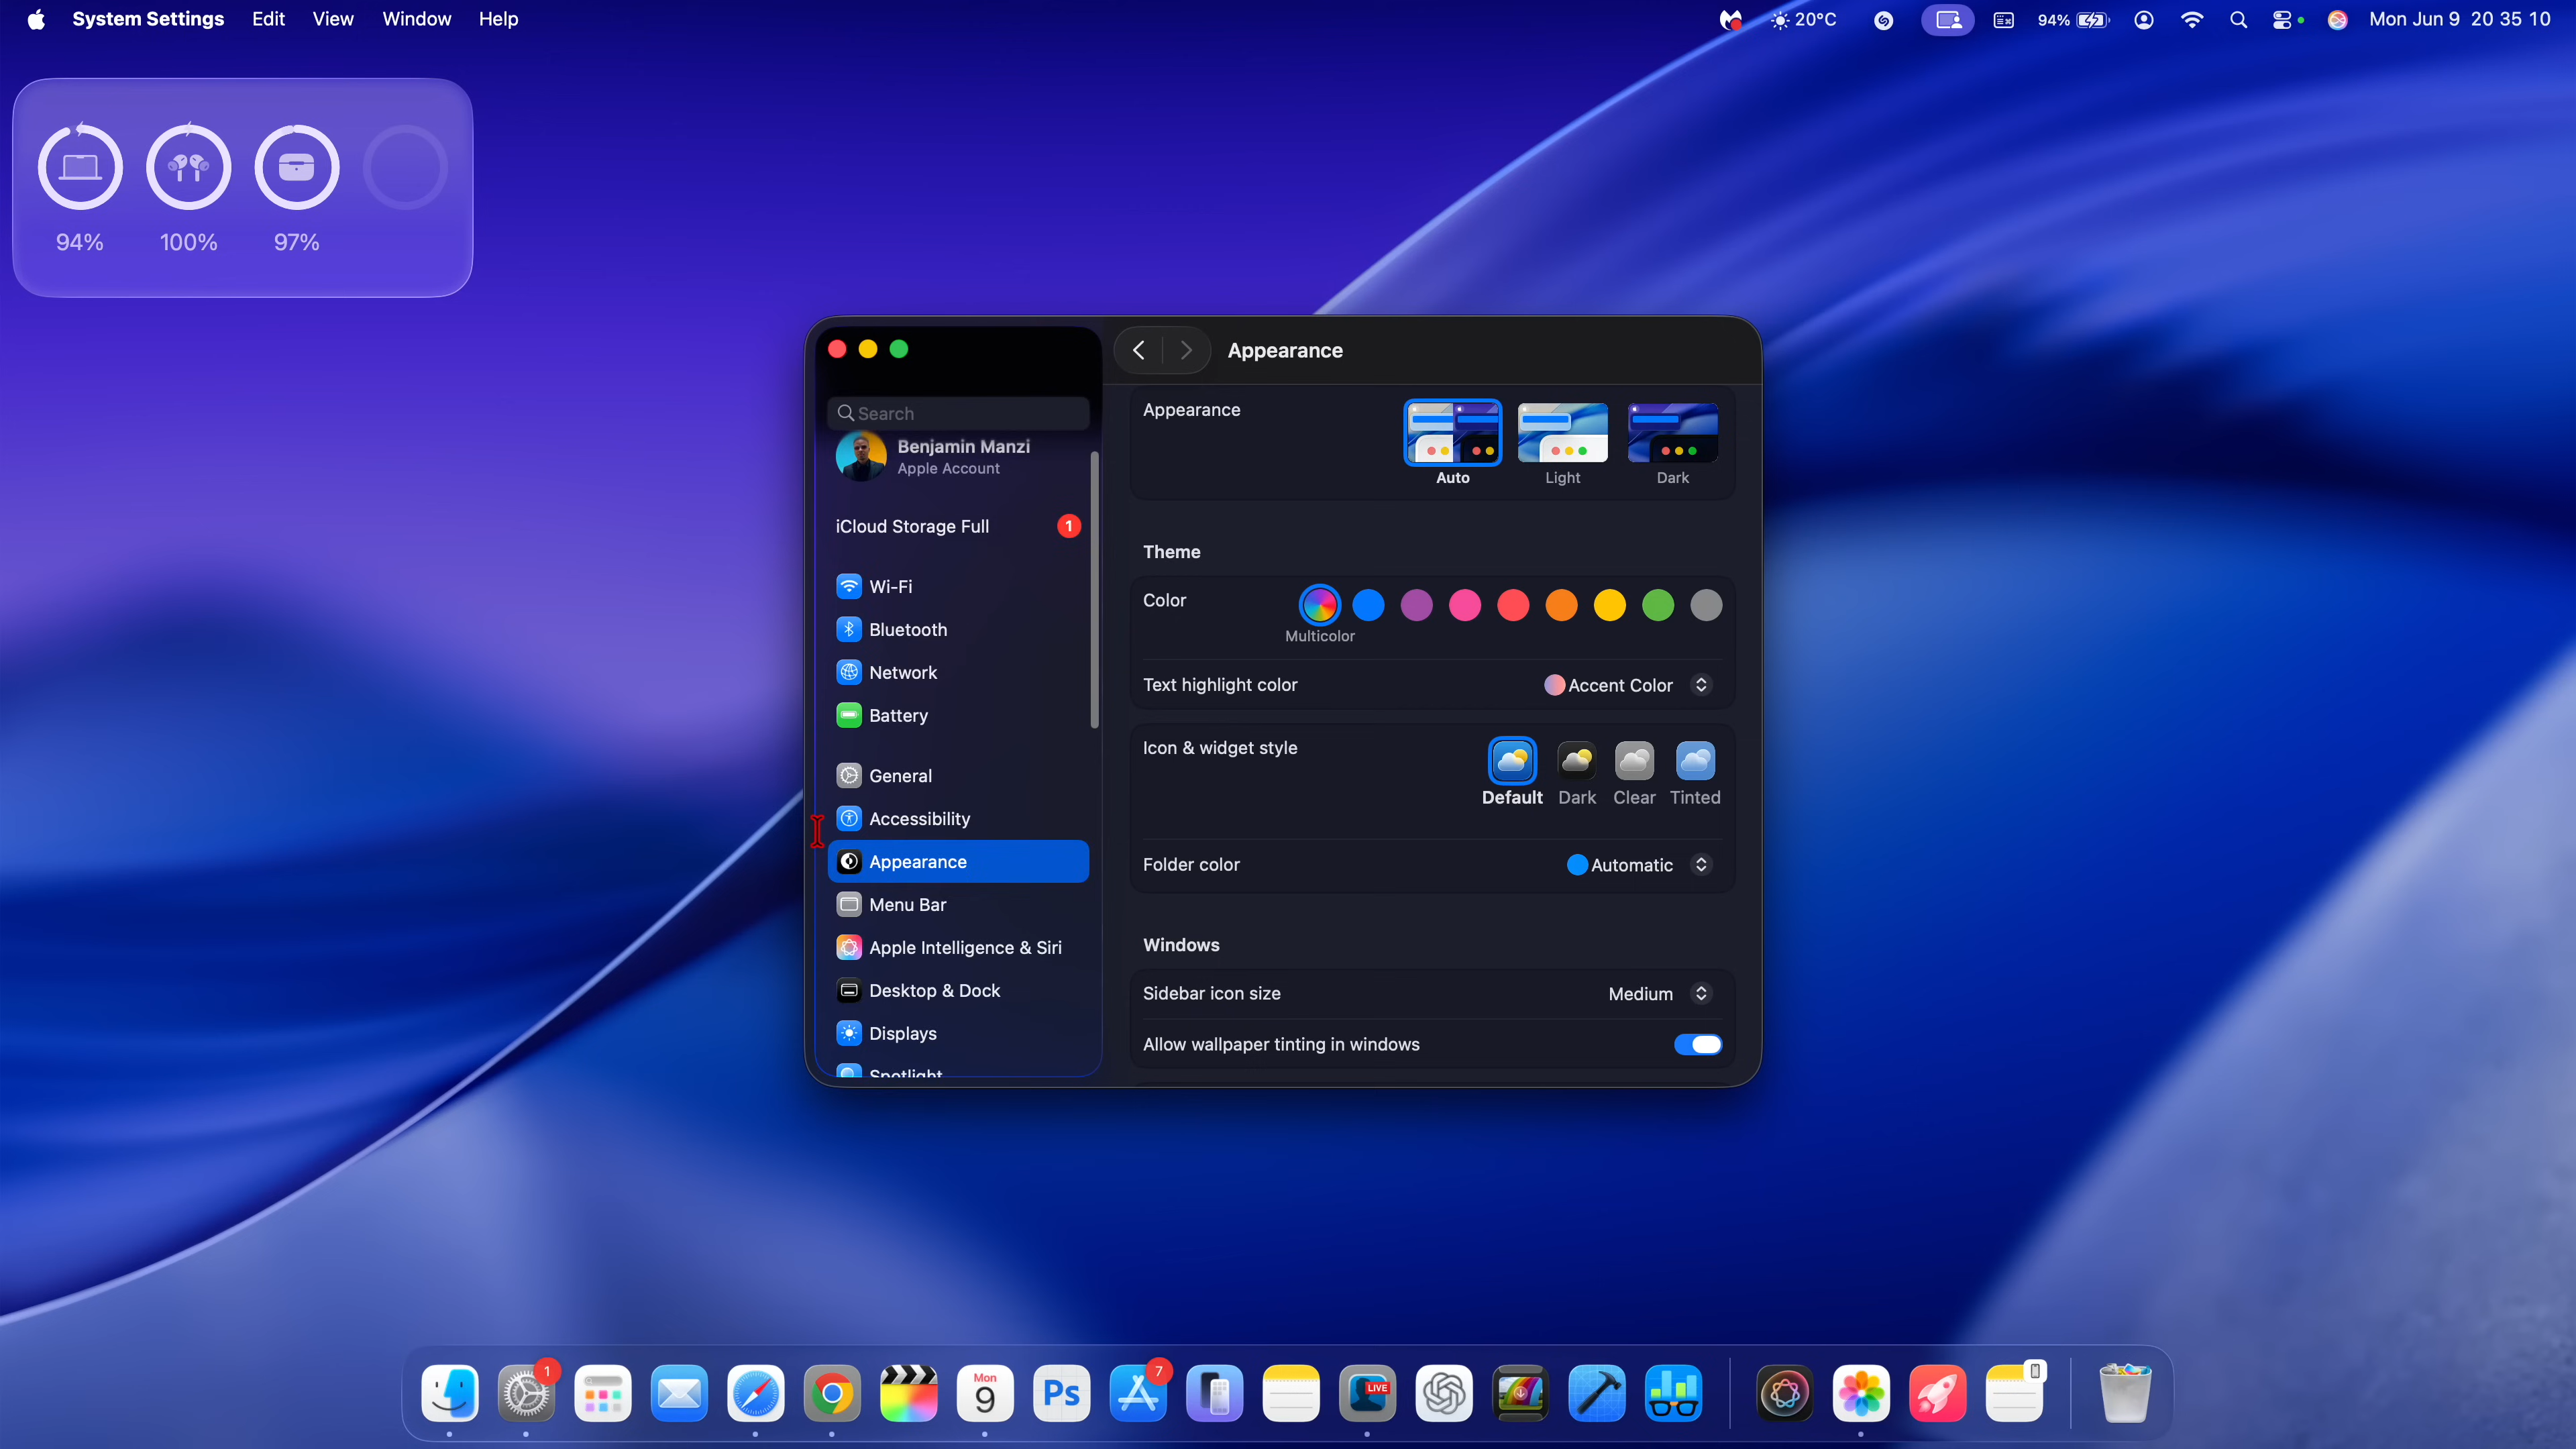 System Settings Edit View Window Help
20°C 94% Mon Jun 9 20 35 10
94% 100% 97%
Appearance
Search
Benjamin Manzi
Apple Account
iCloud Storage Full 1
Wi-Fi
Bluetooth
Network
Battery
General
Accessibility
Appearance
Menu Bar
Apple Intelligence & Siri
Desktop & Dock
Displays
Spotlight
Appearance
Auto Light Dark
Theme
Color
Multicolor
Text highlight color Accent Color
Icon & widget style
Default Dark Clear Tinted
Folder color Automatic
Windows
Sidebar icon size Medium
Allow wallpaper tinting in windows
1
Mon
9
Ps
7
LIVE